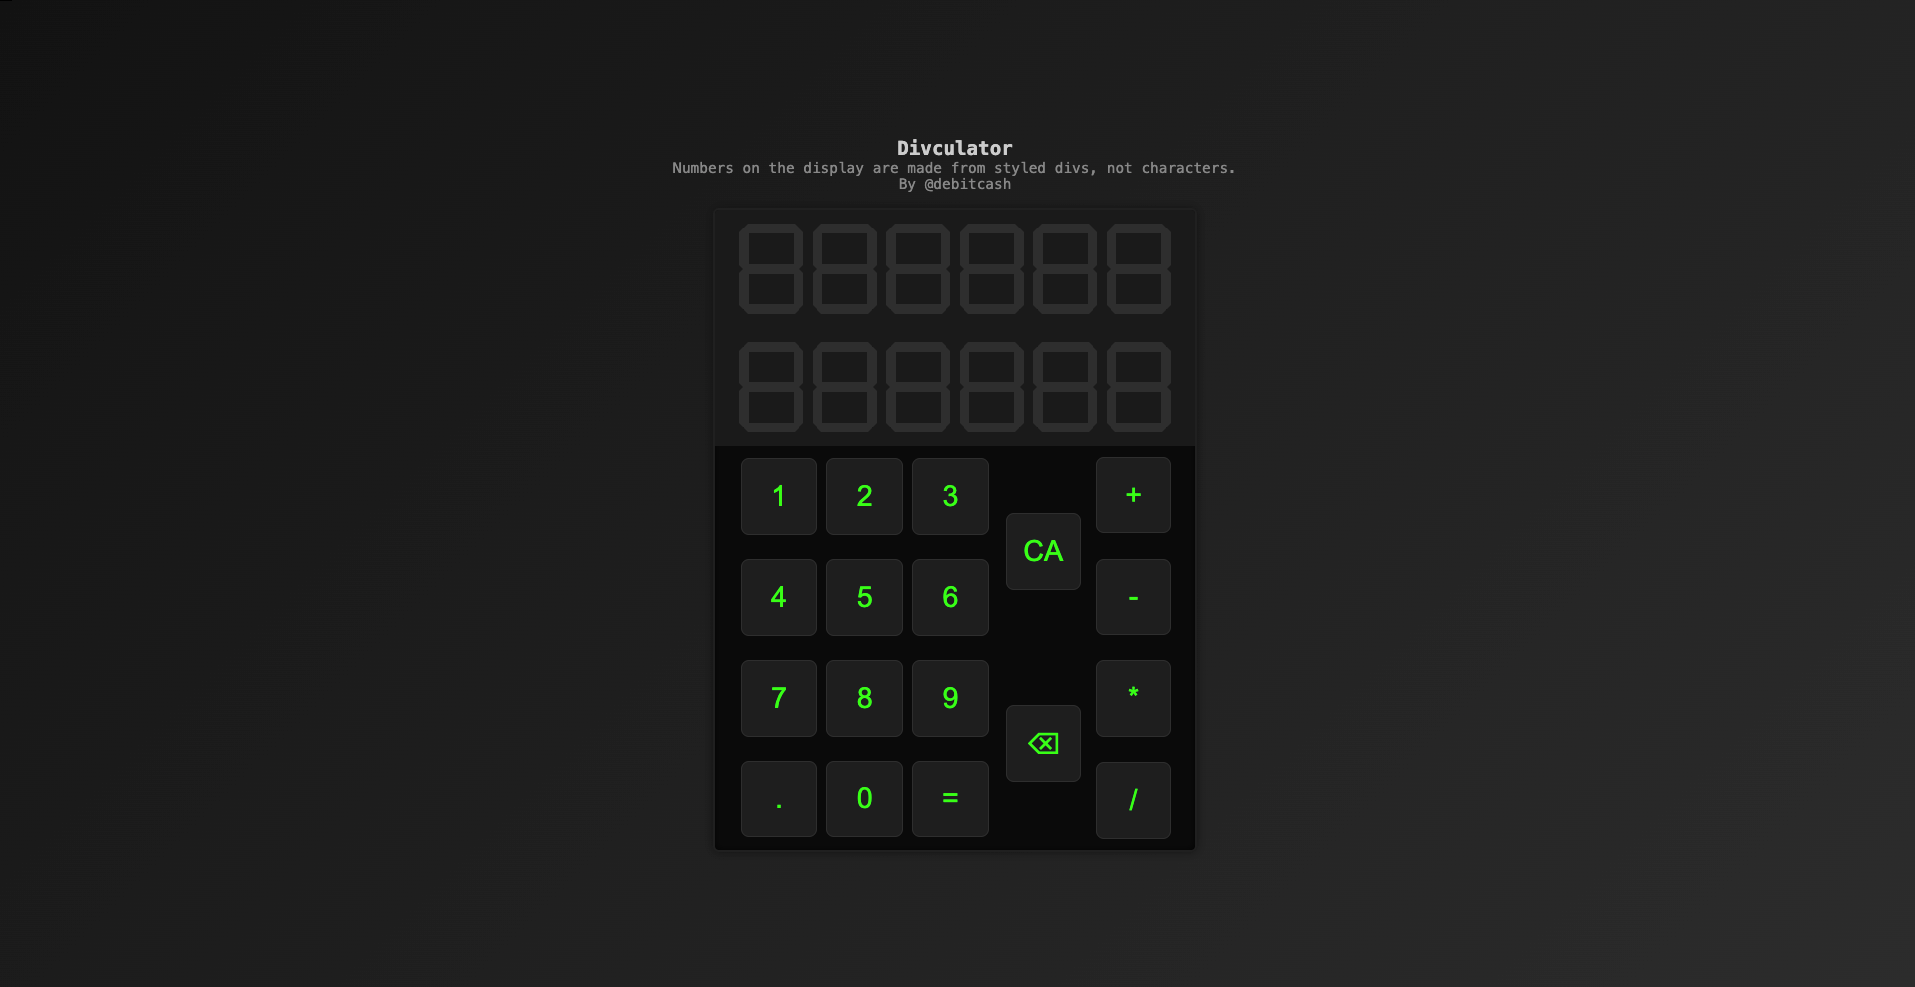 Divculator
Numbers on the display are made from styled divs, not characters.
By @debitcash
1 2 3 +
CA
4 5 6 -
7 8 9 *
. 0 = /